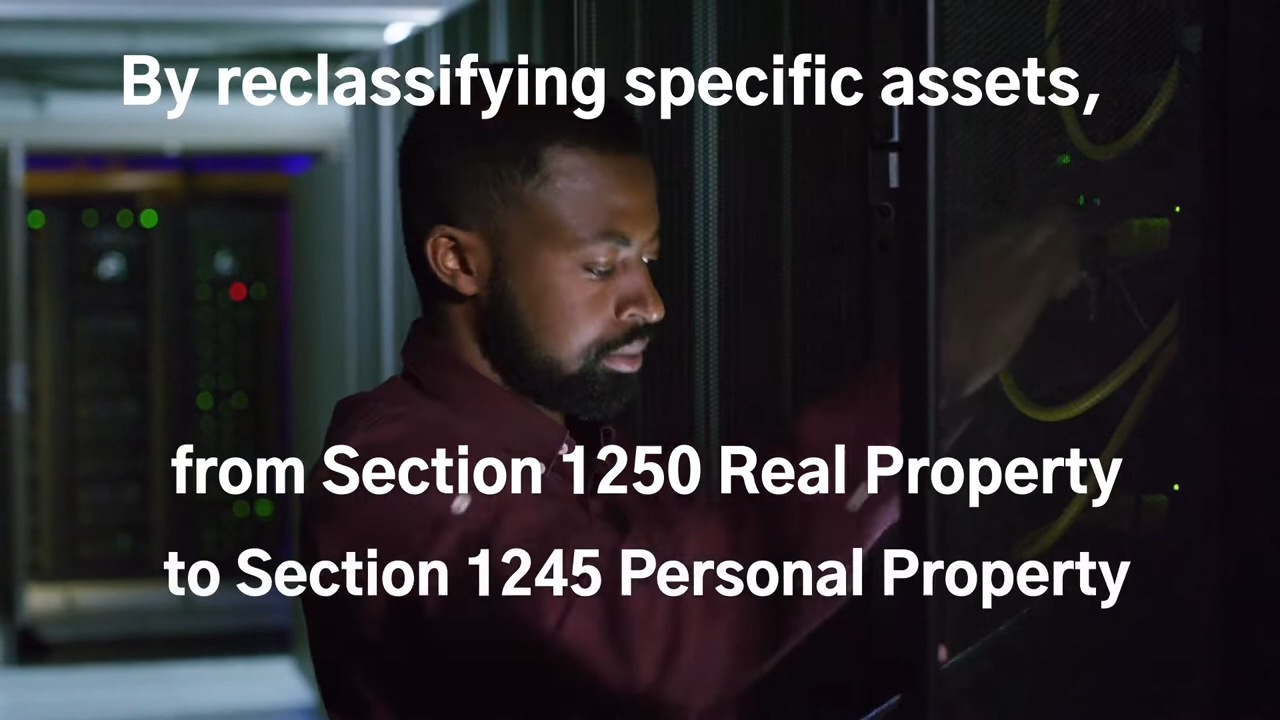 By reclassifying specific assets,
from Section 1250 Real Property
to Section 1245 Personal Property